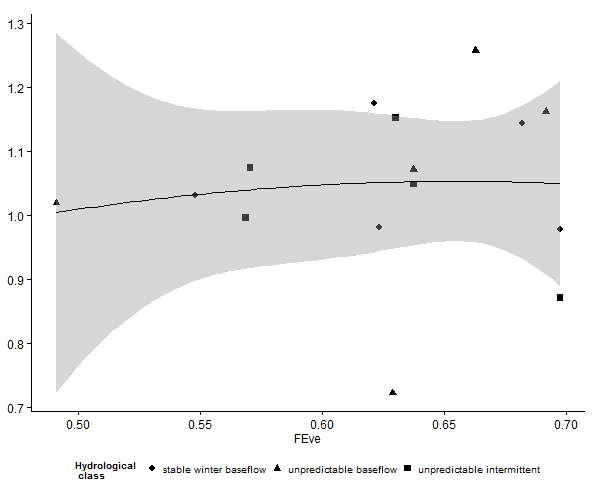 1.3
1.2
1.1
1.0
0.9
0.8
0.7
0.50 0.55 0.60 0.65 0.70
FEve
Hydrological
class
stable winter baseflow unpredictable baseflow unpredictable intermittent